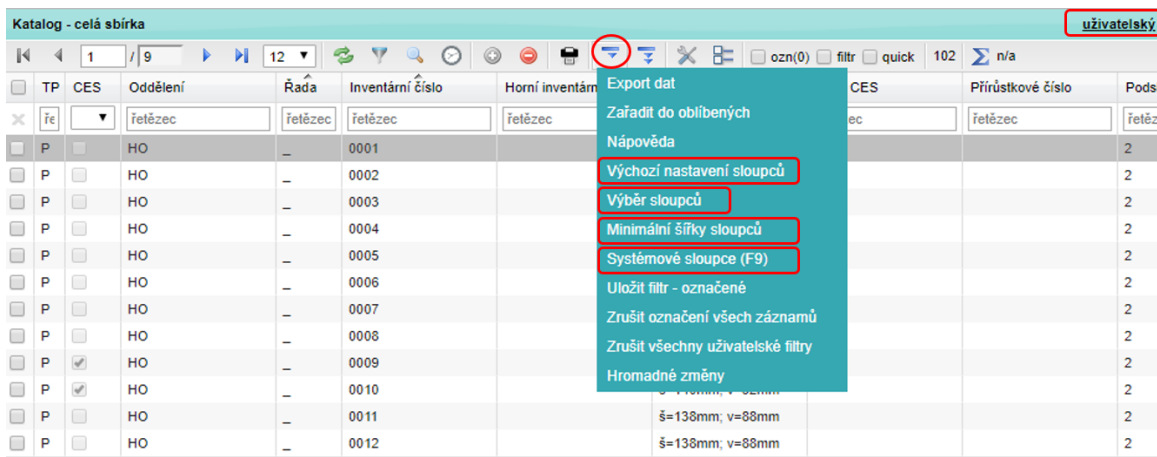 Katalog - celá sbírka uživatelský
1 / 9 12 ozn(0) filtr quick 102 n/a
TP CES Oddělení Řada Inventární číslo Horní inventárn CES Přírůstkové číslo Pods
ře řetězec řetězec řetězec řetězec ec řetězec řetěz
P HO _ 0001 2
P HO _ 0002 2
P HO _ 0003 2
P HO _ 0004 2
P HO _ 0005 2
P HO _ 0006 2
P HO _ 0007 2
P HO _ 0008 2
P HO _ 0009 2
P HO _ 0010 2
P HO _ 0011 š=138mm; v=88mm 2
P HO _ 0012 š=138mm; v=88mm 2
Export dat
Zařadit do oblíbených
Nápověda
Výchozí nastavení sloupců
Výběr sloupců
Minimální šířky sloupců
Systémové sloupce (F9)
Uložit filtr - označené
Zrušit označení všech záznamů
Zrušit všechny uživatelské filtry
Hromadné změny